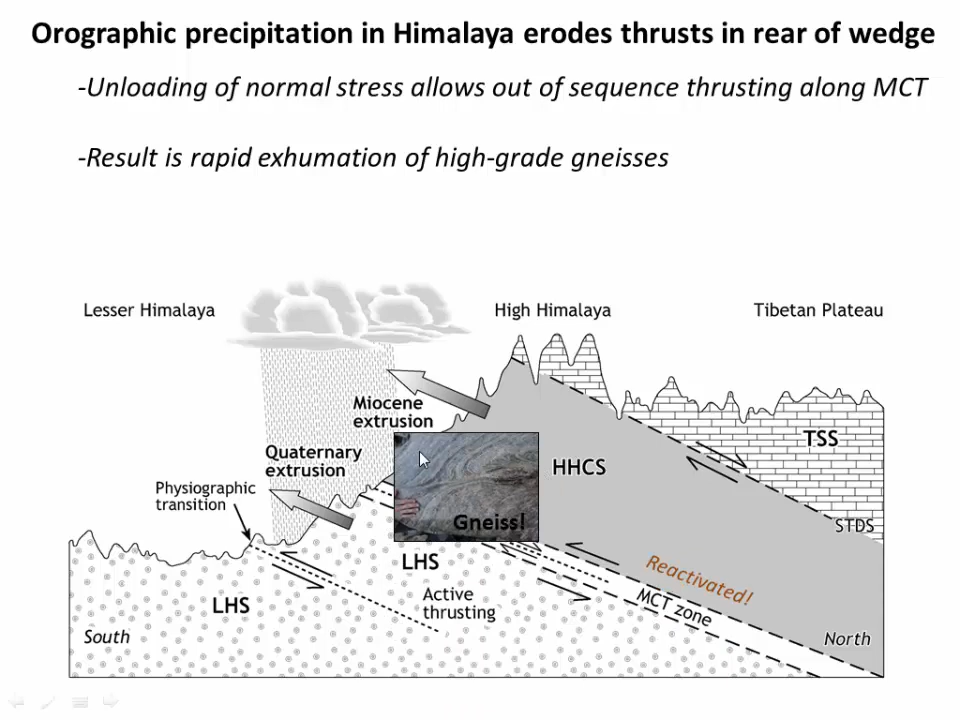 Orographic precipitation in Himalaya erodes thrusts in rear of wedge
-Unloading of normal stress allows out of sequence thrusting along MCT
-Result is rapid exhumation of high-grade gneisses
Lesser Himalaya
High Himalaya
Tibetan Plateau
Miocene
extrusion
Quaternary
extrusion
Physiographic
transition
TSS
HHCS
Gneiss!
STDS
LHS
Reactivated!
Active
thrusting
MCT zone
LHS
South
North